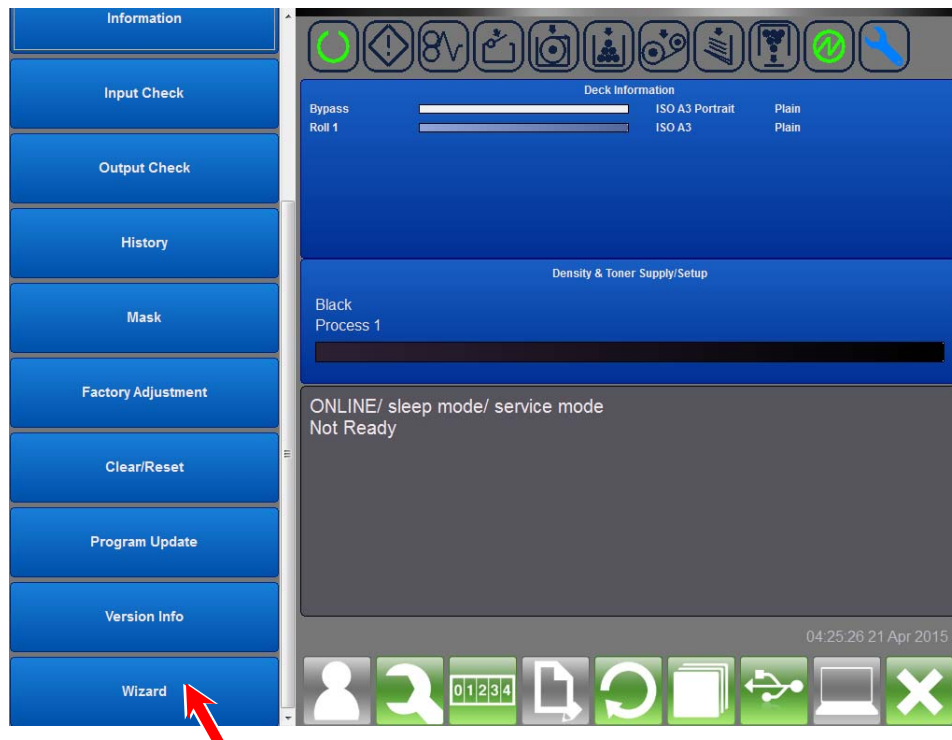 Information
Input Check
Output Check
History
Mask
Factory Adjustment
Clear/Reset
Program Update
Version Info
Wizard
Deck Information
Bypass ISO A3 Portrait Plain
Roll 1 ISO A3 Plain
Density & Toner Supply/Setup
Black
Process 1
ONLINE/ sleep mode/ service mode
Not Ready
04:25:26 21 Apr 2015
01234